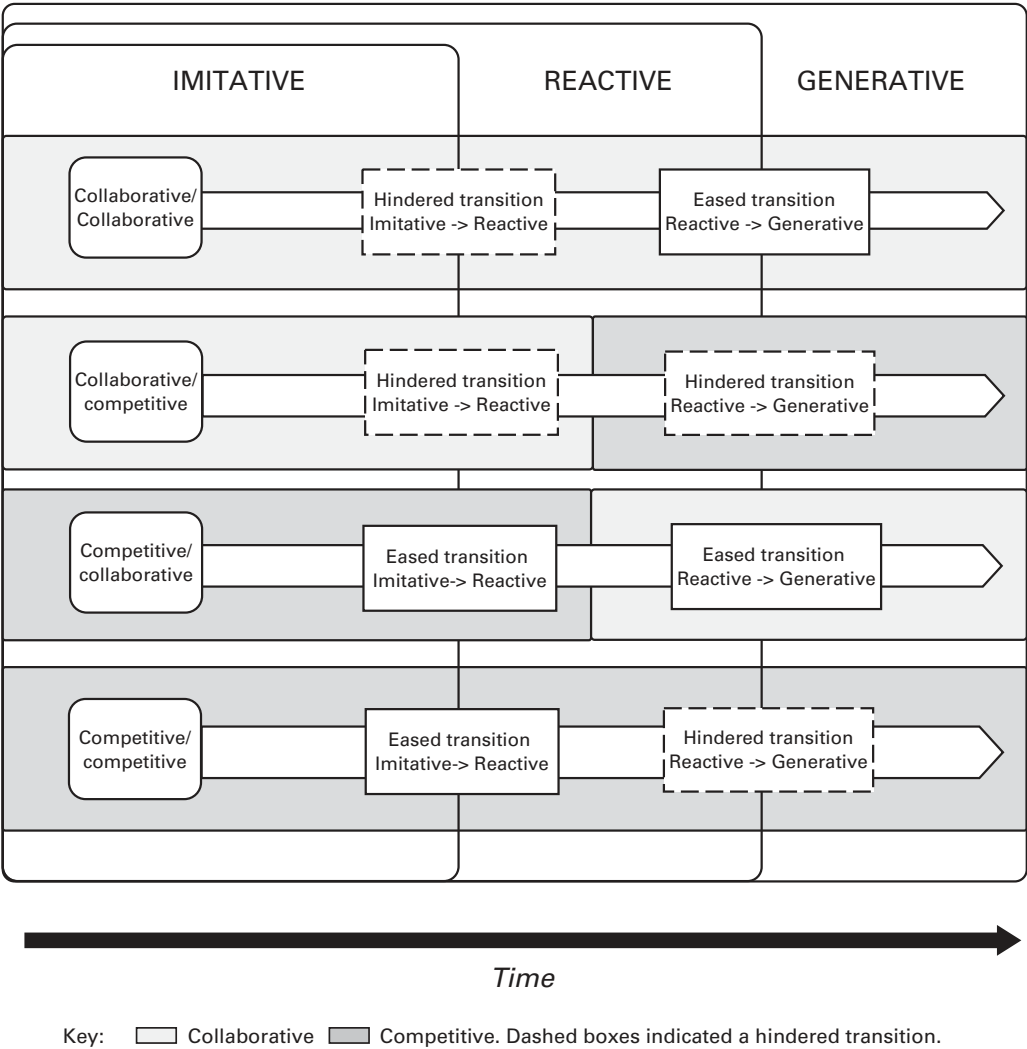 IMITATIVE
REACTIVE
GENERATIVE
Collaborative/
Collaborative
Hindered transition
Imitative -> Reactive
Eased transition
Reactive -> Generative
Collaborative/
competitive
Hindered transition
Imitative -> Reactive
Hindered transition
Reactive -> Generative
Competitive/
collaborative
Eased transition
Imitative-> Reactive
Eased transition
Reactive -> Generative
Competitive/
competitive
Eased transition
Imitative-> Reactive
Hindered transition
Reactive -> Generative
Time
Key: Collaborative Competitive. Dashed boxes indicated a hindered transition.